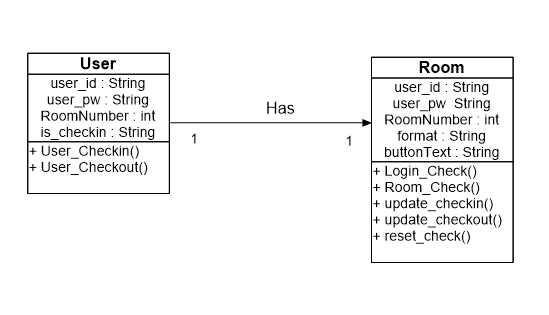 User
user_id : String
user_pw : String
RoomNumber : int
is_checkin : String
+ User_Checkin()
+ User_Checkout()
Has
1
1
Room
user_id : String
user_pw  String
RoomNumber : int
format : String
buttonText : String
+ Login_Check()
+ Room_Check()
+ update_checkin()
+ update_checkout()
+ reset_check()